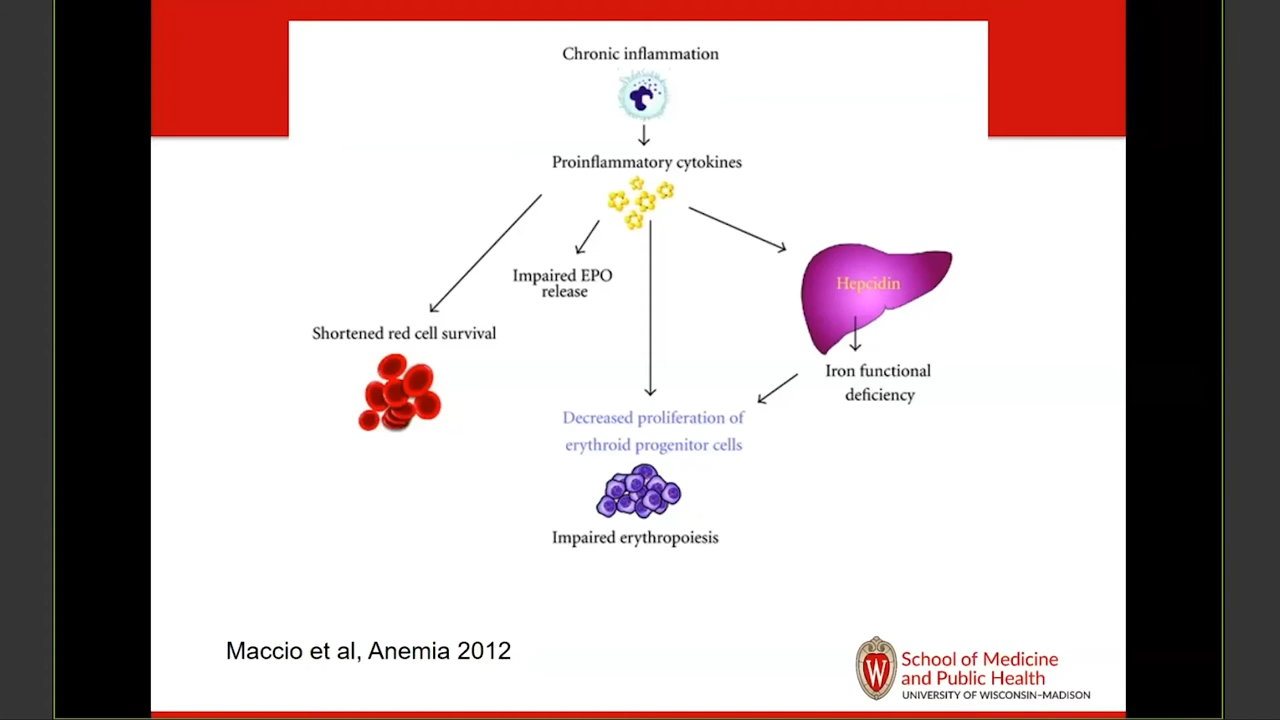 Chronic inflammation
Proinflammatory cytokines
Impaired EPO
release
Hepcidin
Shortened red cell survival
Iron functional
deficiency
Decreased proliferation of
erythroid progenitor cells
Impaired erythropoiesis
Maccio et al, Anemia 2012
W
School of Medicine
and Public Health
UNIVERSITY OF WISCONSIN–MADISON